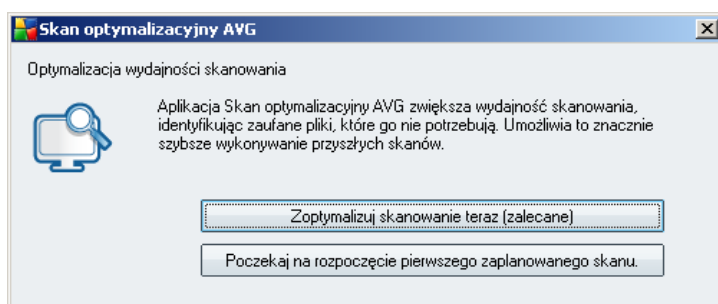 Skan optymalizacyjny AVG
Optymalizacja wydajności skanowania
Aplikacja Skan optymalizacyjny AVG zwiększa wydajność skanowania,
identyfikując zaufane pliki, które go nie potrzebują. Umożliwia to znacznie
szybsze wykonywanie przyszłych skanów.
Zoptymalizuj skanowanie teraz (zalecane)
Poczekaj na rozpoczęcie pierwszego zaplanowanego skanu.